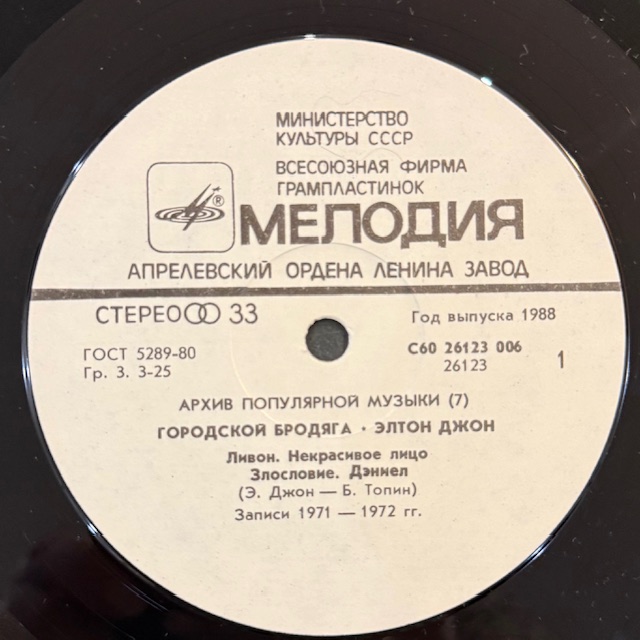 МИНИСТЕРСТВО
КУЛЬТУРЫ СССР
ВСЕСОЮЗНАЯ ФИРМА
ГРАМПЛАСТИНОК
®
МЕЛОДИЯ
АПРЕЛЕВСКИЙ ОРДЕНА ЛЕНИНА ЗАВОД
СТЕРЕО 33
Год выпуска 1988
ГОСТ 5289-80
Гр. 3. 3-25
С60 26123 006
26123
1
АРХИВ ПОПУЛЯРНОЙ МУЗЫКИ (7)
ГОРОДСКОЙ БРОДЯГА · ЭЛТОН ДЖОН
Ливон. Некрасивое лицо
Злословие. Дэниел
(Э. Джон — Б. Топин)
Записи 1971 — 1972 гг.